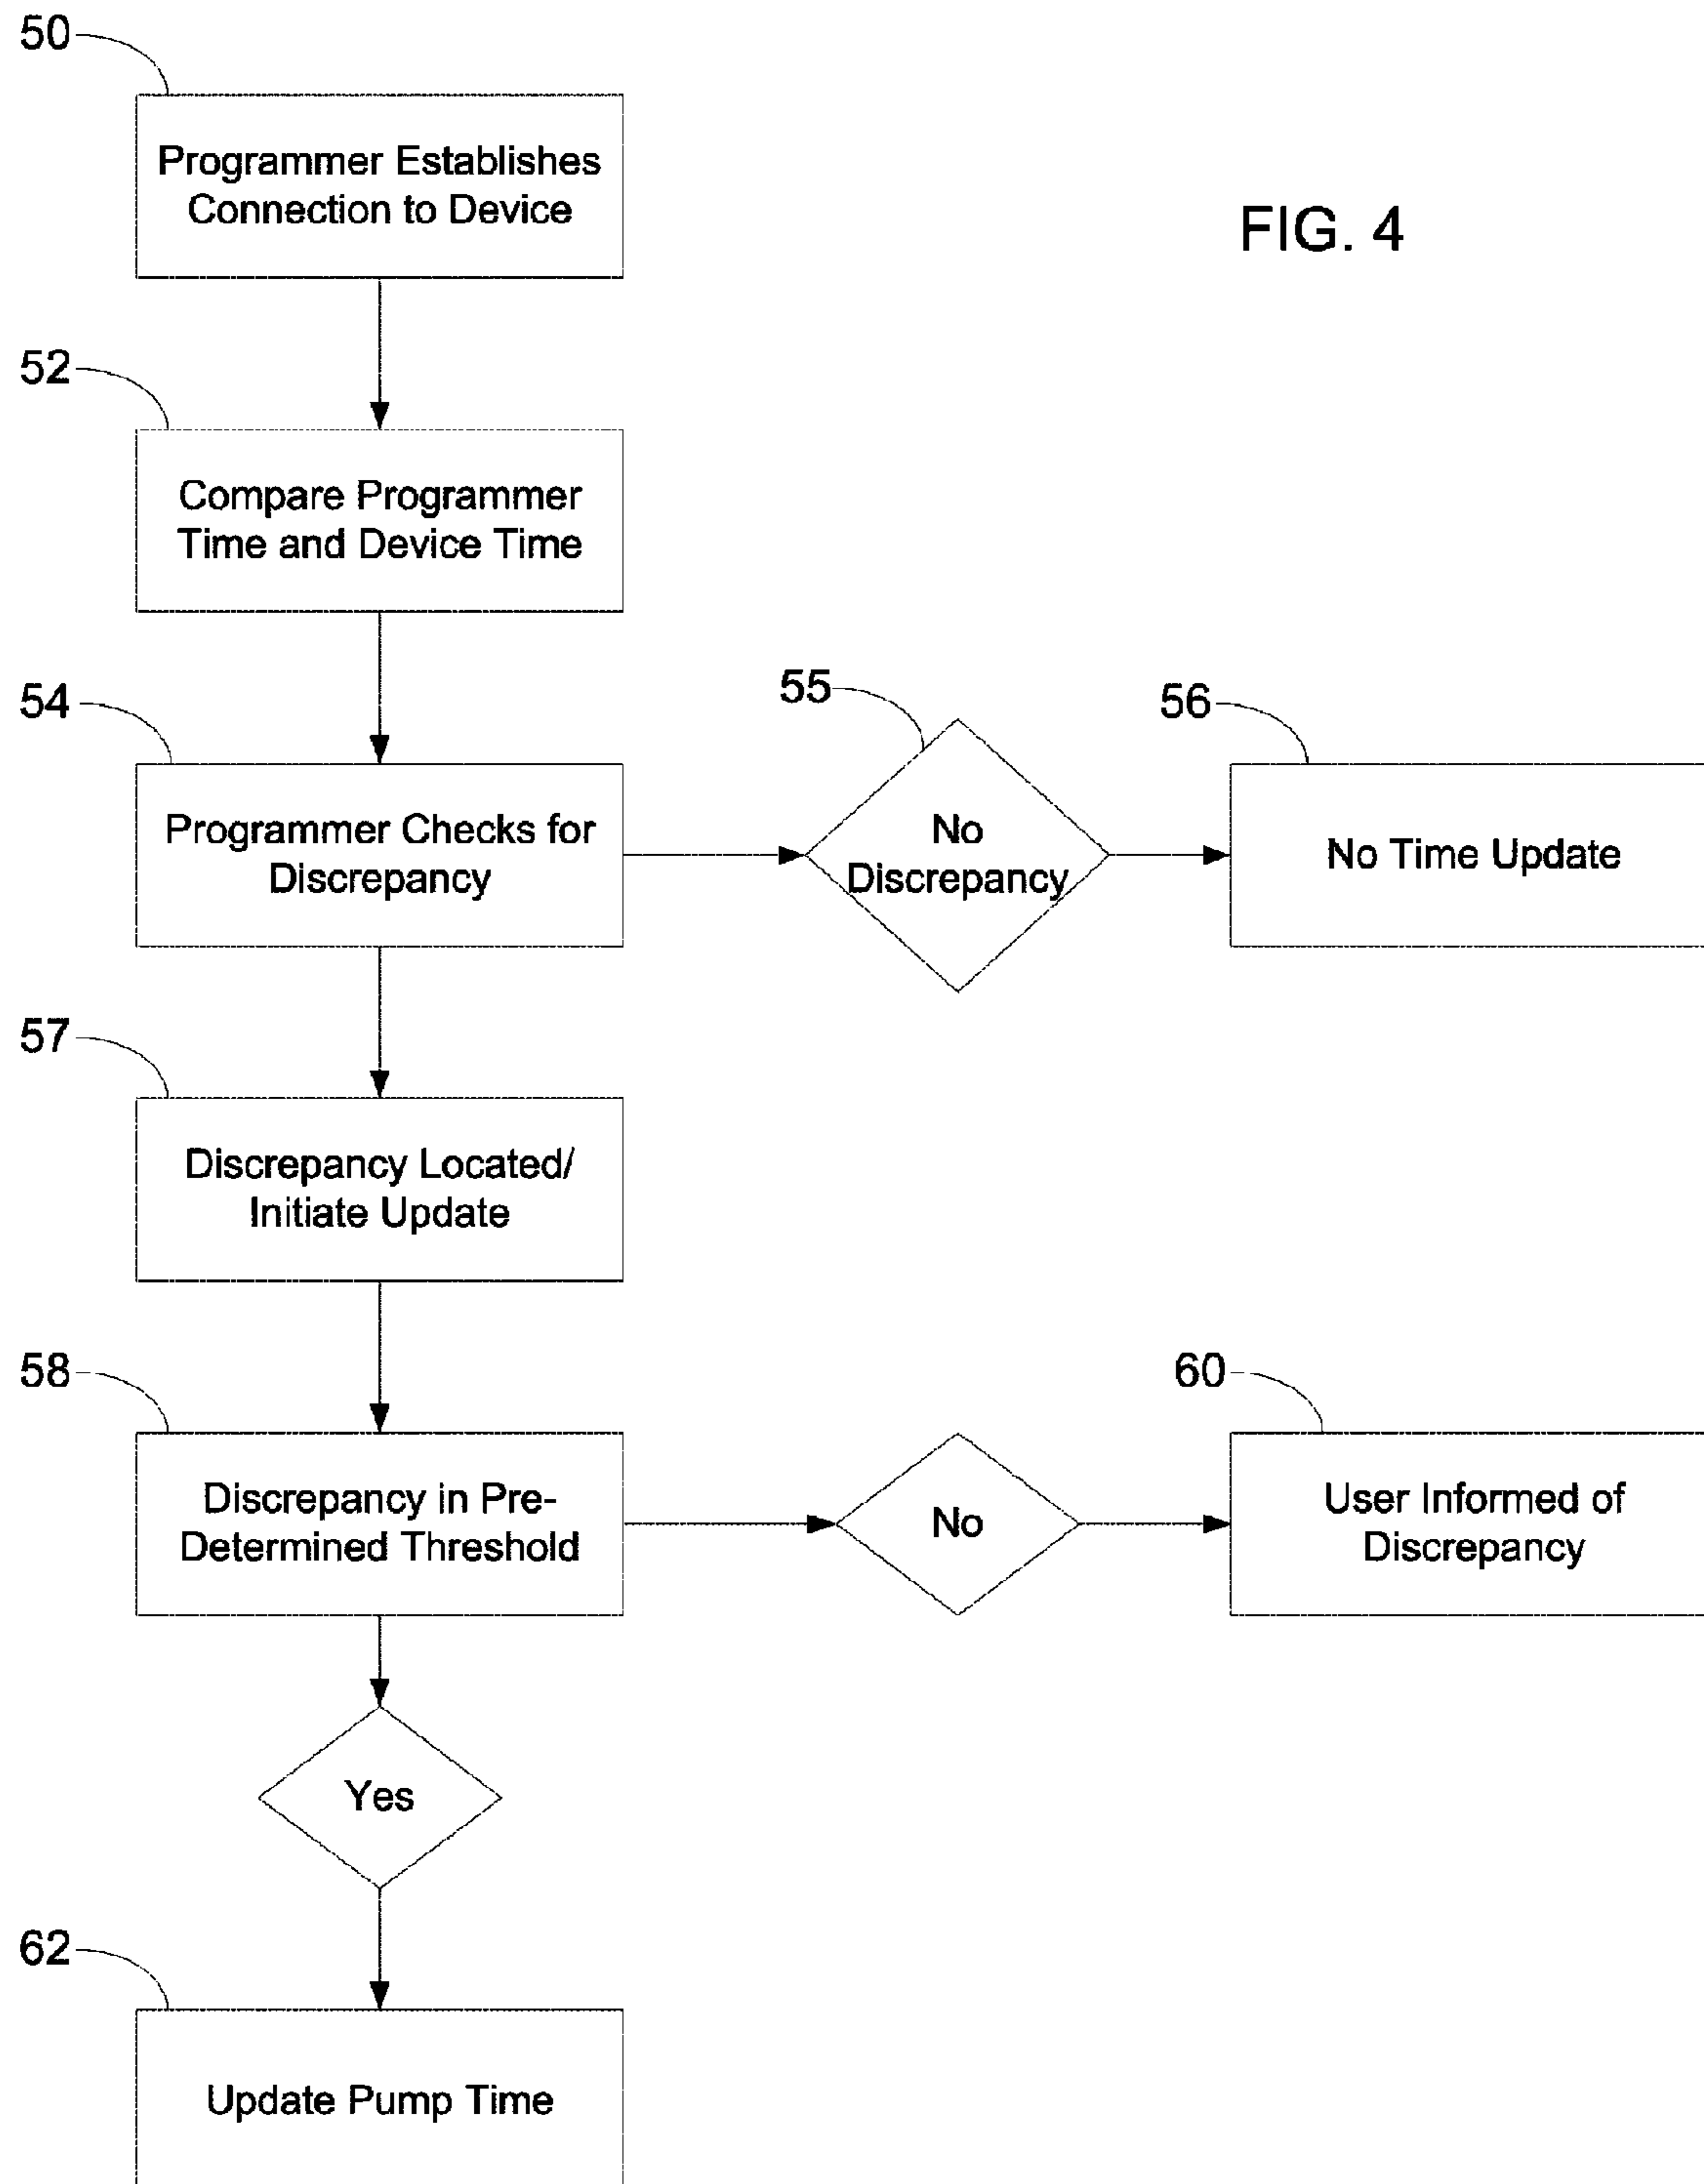 50
Programmer Establishes
Connection to Device
FIG. 4
52
Compare Programmer
Time and Device Time
54
Programmer Checks for
Discrepancy
55
No
Discrepancy
56
No Time Update
57
Discrepancy Located/
Initiate Update
58
Discrepancy in Pre-
Determined Threshold
No
60
User Informed of
Discrepancy
Yes
62
Update Pump Time